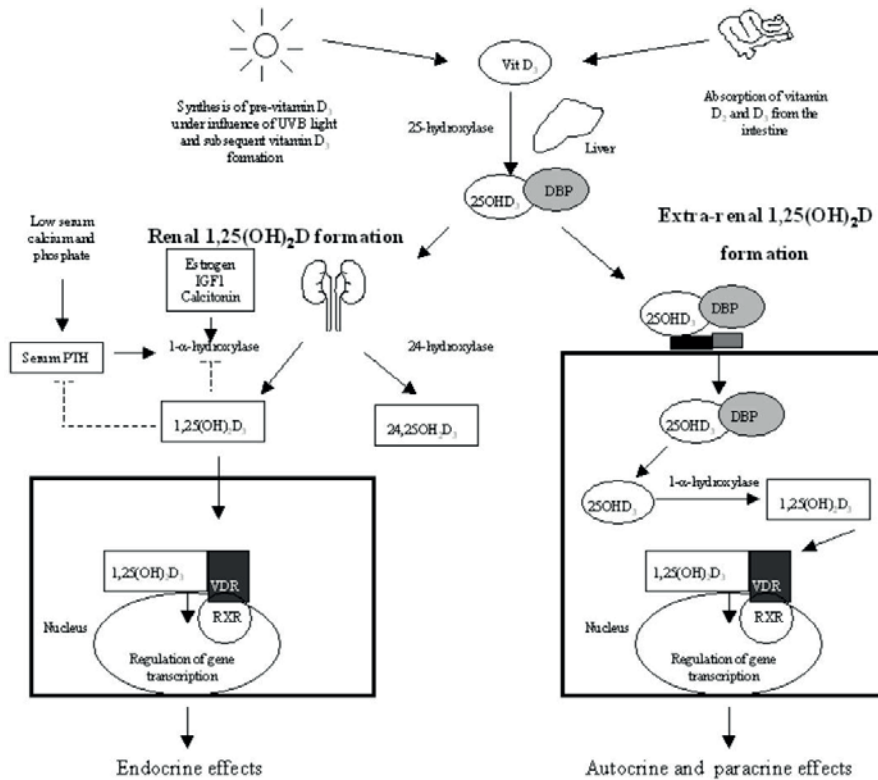 Vit D3
Synthesis of pre-vitamin D3
under influence of UVB light
and subsequent vitamin D3
formation
Absorption of vitamin
D2 and D3 from the
intestine
25-hydroxylase
Liver
25OHD3
DBP
Low serum
calcium and
phosphate
Renal 1,25(OH)2D formation
Extra-renal 1,25(OH)2D
formation
Estrogen
IGF1
Calcitonin
25OHD3
DBP
Serum PTH
1-α-hydroxylase
24-hydroxylase
1,25(OH)2D3
24,25OH2D3
25OHD3
DBP
1-α-hydroxylase
25OHD3
1,25(OH)2D3
1,25(OH)2D3
VDR
RXR
Nucleus
Regulation of gene
transcription
1,25(OH)2D3
VDR
RXR
Nucleus
Regulation of gene
transcription
Endocrine effects
Autocrine and paracrine effects